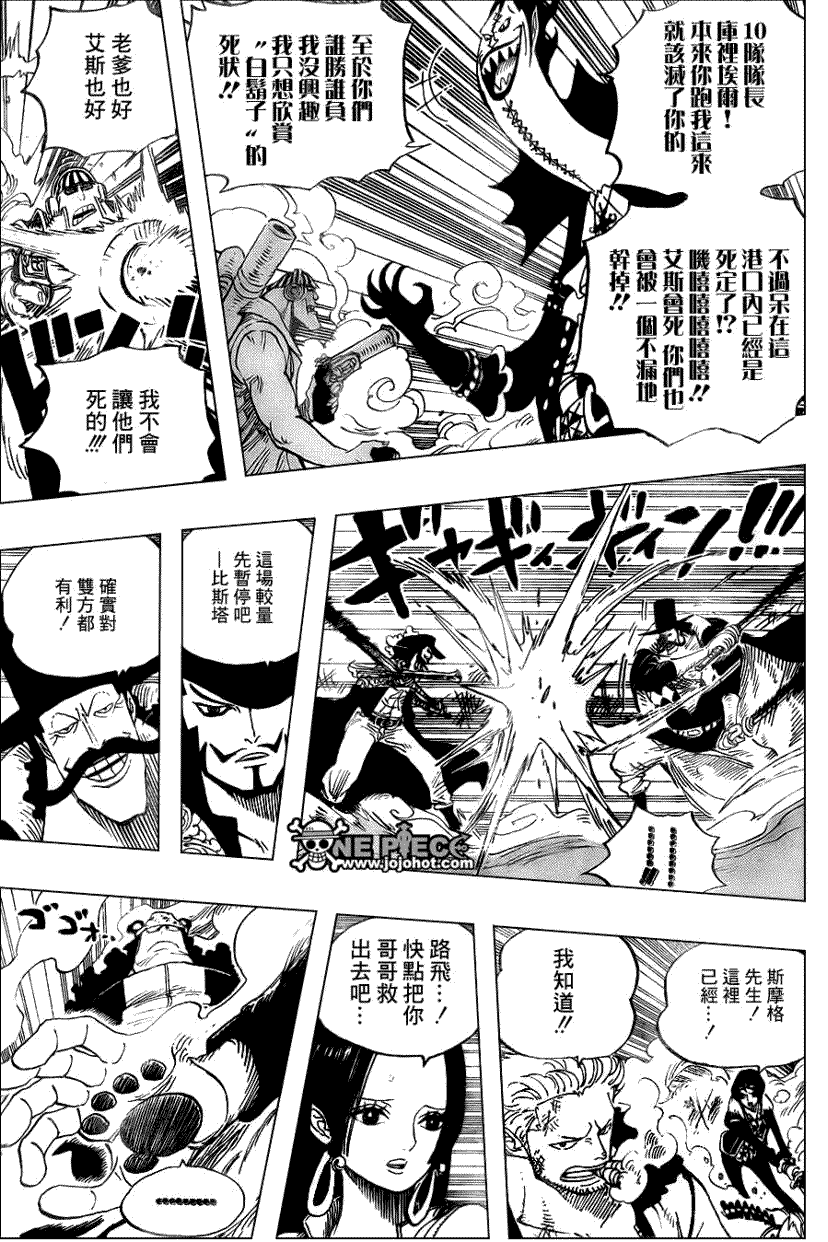 10隊隊長
庫裡埃爾！
本來你跑我這來
就該滅了你的
不過呆在這
港口內已經是
死定了!?
嘰嘻嘻嘻嘻嘻!!
艾斯會死 你們也
會被一個不漏地
幹掉!!
至於你們
誰勝誰負
我沒興趣
我只想欣賞
〝白鬍子〞的
死狀!!
老爹也好
艾斯也好
我不會
讓他們
死的!!!
ギャギィギィン!!!
………
………!!
這場較量
先暫停吧
—比斯塔
確實對
雙方都
有利！
ONE PIECE
www.jojohot.com
斯摩格
先生！
這裡
已經…！
我知道!!
路飛…！
快點把你
哥哥救
出去吧…
ゴゴゴ…
………